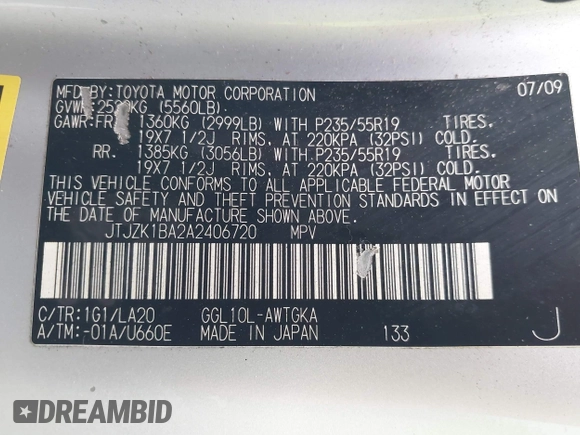 MFD BY: TOYOTA MOTOR CORPORATION 07/09
(5560LB)
GAWR:FR. 1360KG (2999LB) WITH P235/55R19 TIRES.
19X7 1/2J RIMS, AT 220KPA (32PSI) COLD.
RR. 1385KG (3056LB) WITH P235/55R19 TIRES.
19X7 1/2J RIMS, AT 220KPA (32PSI) COLD.
THIS VEHICLE CONFORMS TO ALL APPLICABLE FEDERAL MOTOR
VEHICLE SAFETY AND THEFT PREVENTION STANDARDS IN EFFECT ON
THE DATE OF MANUFACTURE SHOWN ABOVE.
JTJZK1BA2A2406720 MPV
C/TR:1G1/LA20 GGL10L-AWTGKA
A/TM:-01A/U660E MADE IN JAPAN 133 J
DREAMBID